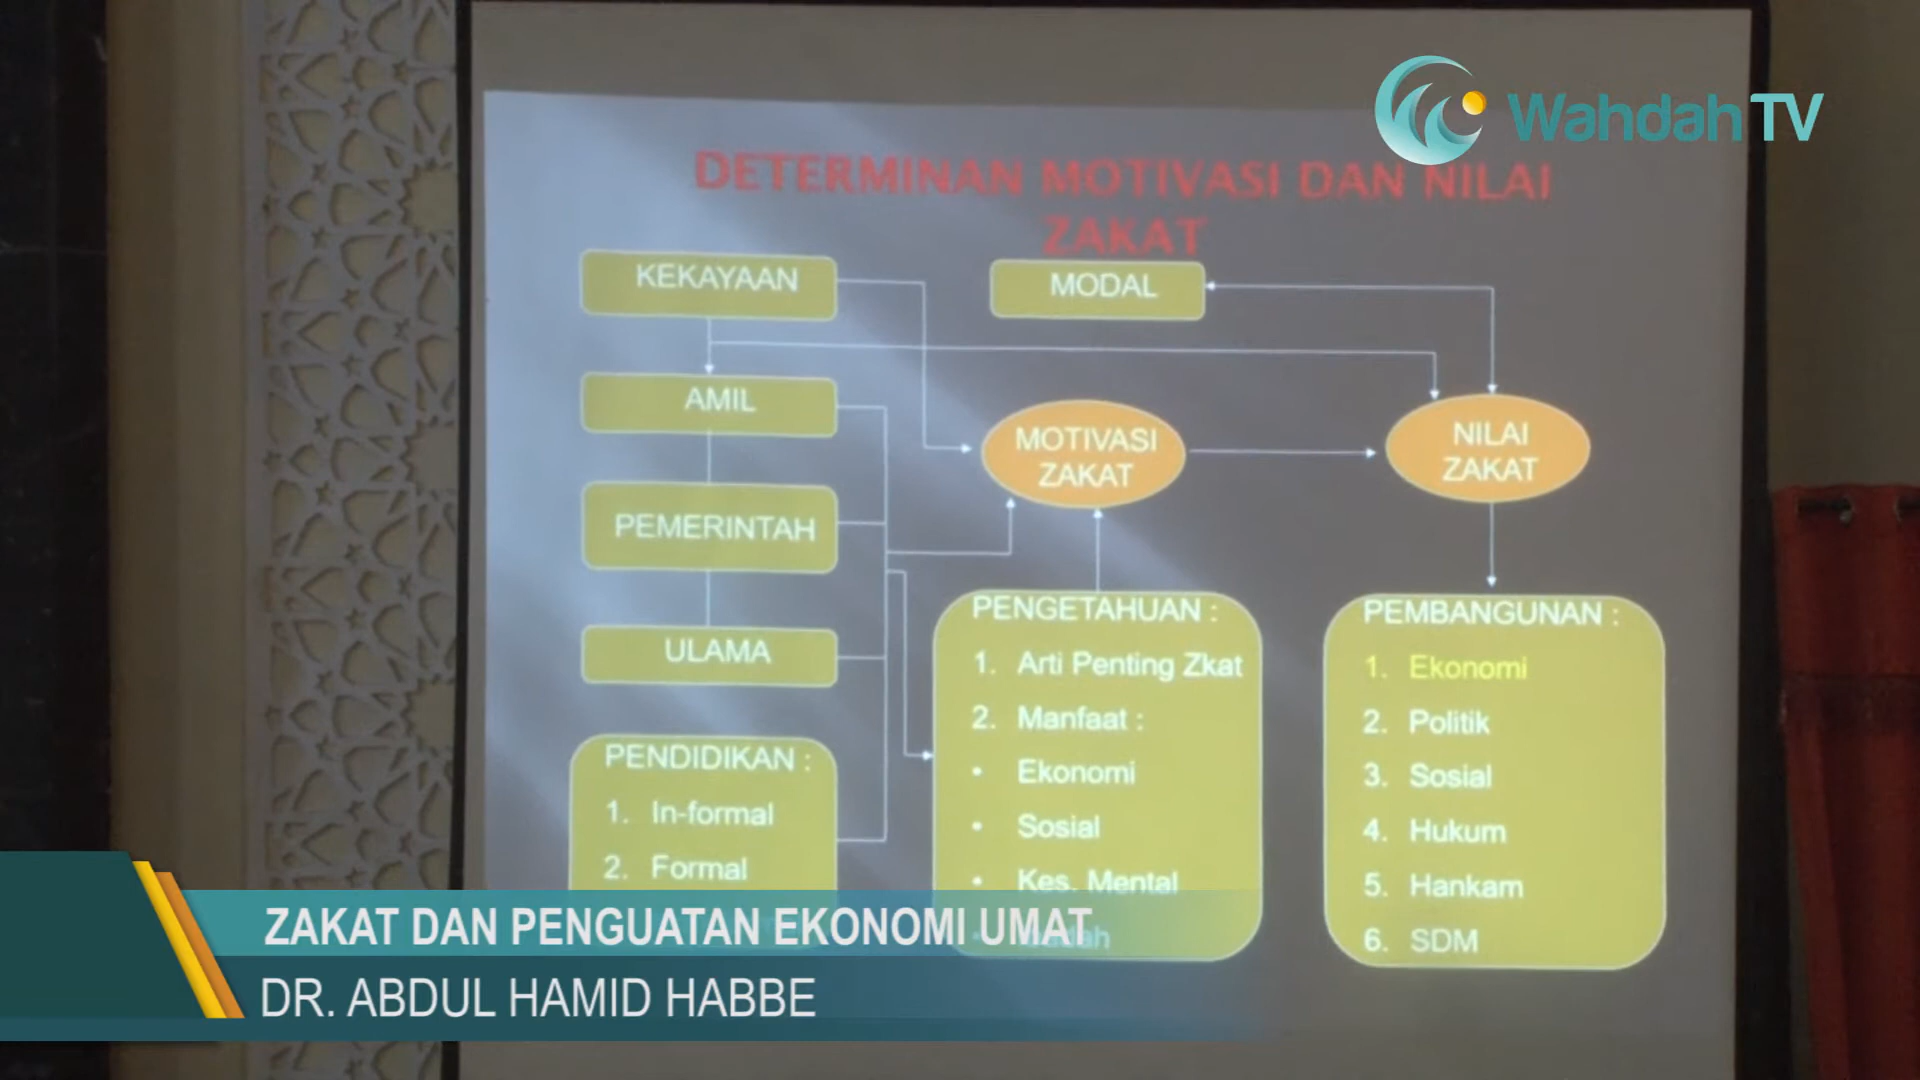 Wahdah TV
DETERMINAN MOTIVASI DAN NILAI
ZAKAT
KEKAYAAN
MODAL
AMIL
MOTIVASI
ZAKAT
NILAI
ZAKAT
PEMERINTAH
ULAMA
PENDIDIKAN :
1. In-formal
2. Formal
PENGETAHUAN :
1. Arti Penting Zkat
2. Manfaat :
• Ekonomi
• Sosial
• Kes. Mental
PEMBANGUNAN :
1. Ekonomi
2. Politik
3. Sosial
4. Hukum
5. Hankam
6. SDM
ZAKAT DAN PENGUATAN EKONOMI UMAT
DR. ABDUL HAMID HABBE